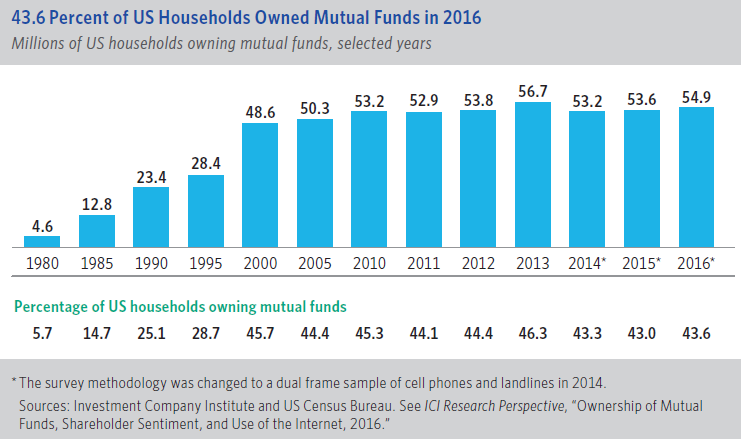 43.6 Percent of US Households Owned Mutual Funds in 2016
Millions of US households owning mutual funds, selected years
4.6 12.8 23.4 28.4 48.6 50.3 53.2 52.9 53.8 56.7 53.2 53.6 54.9
1980 1985 1990 1995 2000 2005 2010 2011 2012 2013 2014* 2015* 2016*
Percentage of US households owning mutual funds
5.7 14.7 25.1 28.7 45.7 44.4 45.3 44.1 44.4 46.3 43.3 43.0 43.6
* The survey methodology was changed to a dual frame sample of cell phones and landlines in 2014.
Sources: Investment Company Institute and US Census Bureau. See ICI Research Perspective, “Ownership of Mutual
Funds, Shareholder Sentiment, and Use of the Internet, 2016.”